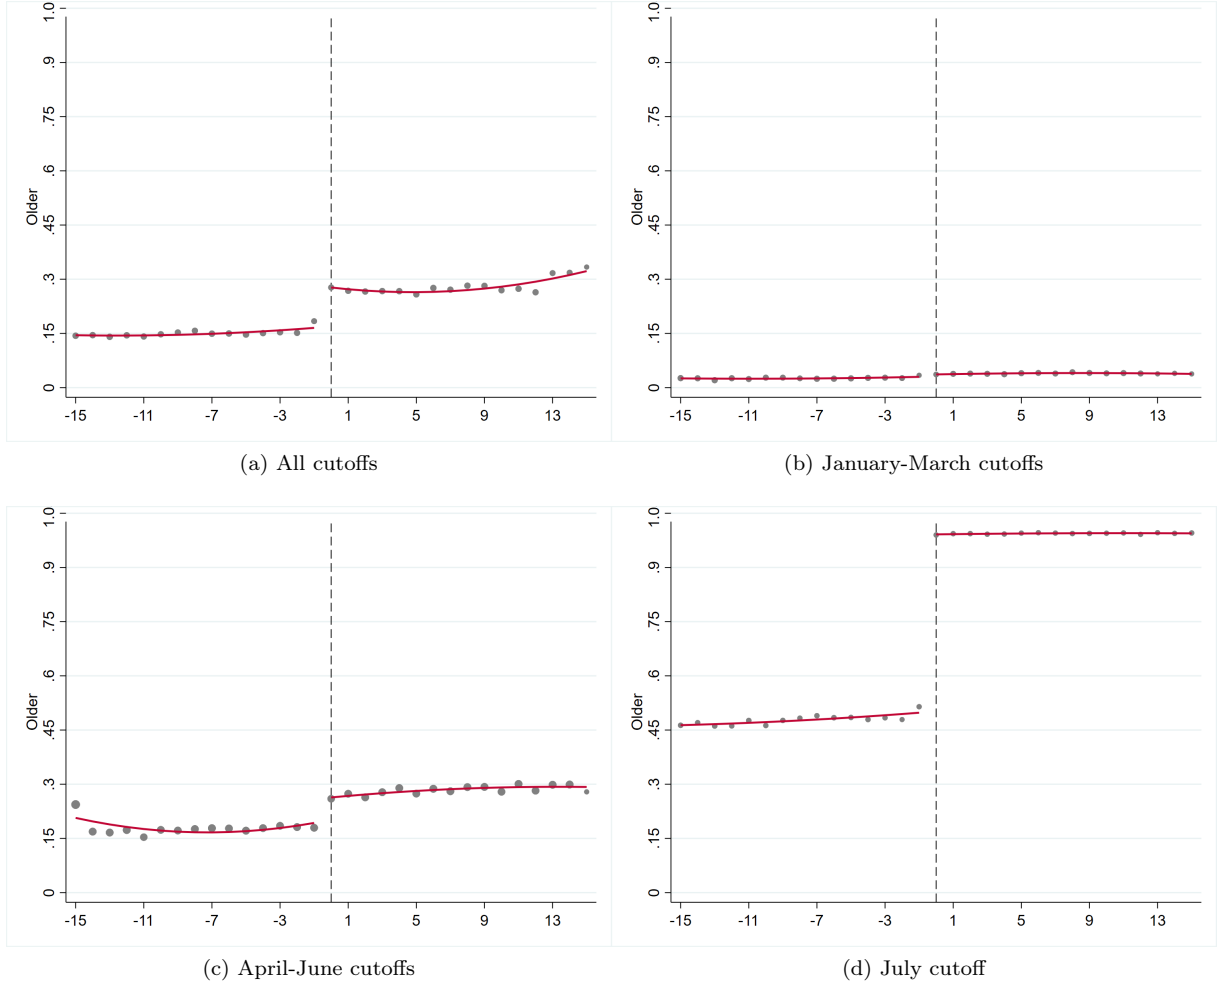 1.0
.9
.75
.6
.45
.3
.15
0
Older
-15 -11 -7 -3 1 5 9 13
(a) All cutoffs
1.0
.9
.75
.6
.45
.3
.15
0
Older
-15 -11 -7 -3 1 5 9 13
(b) January-March cutoffs
1.0
.9
.75
.6
.45
.3
.15
0
Older
-15 -11 -7 -3 1 5 9 13
(c) April-June cutoffs
1.0
.9
.75
.6
.45
.3
.15
0
Older
-15 -11 -7 -3 1 5 9 13
(d) July cutoff